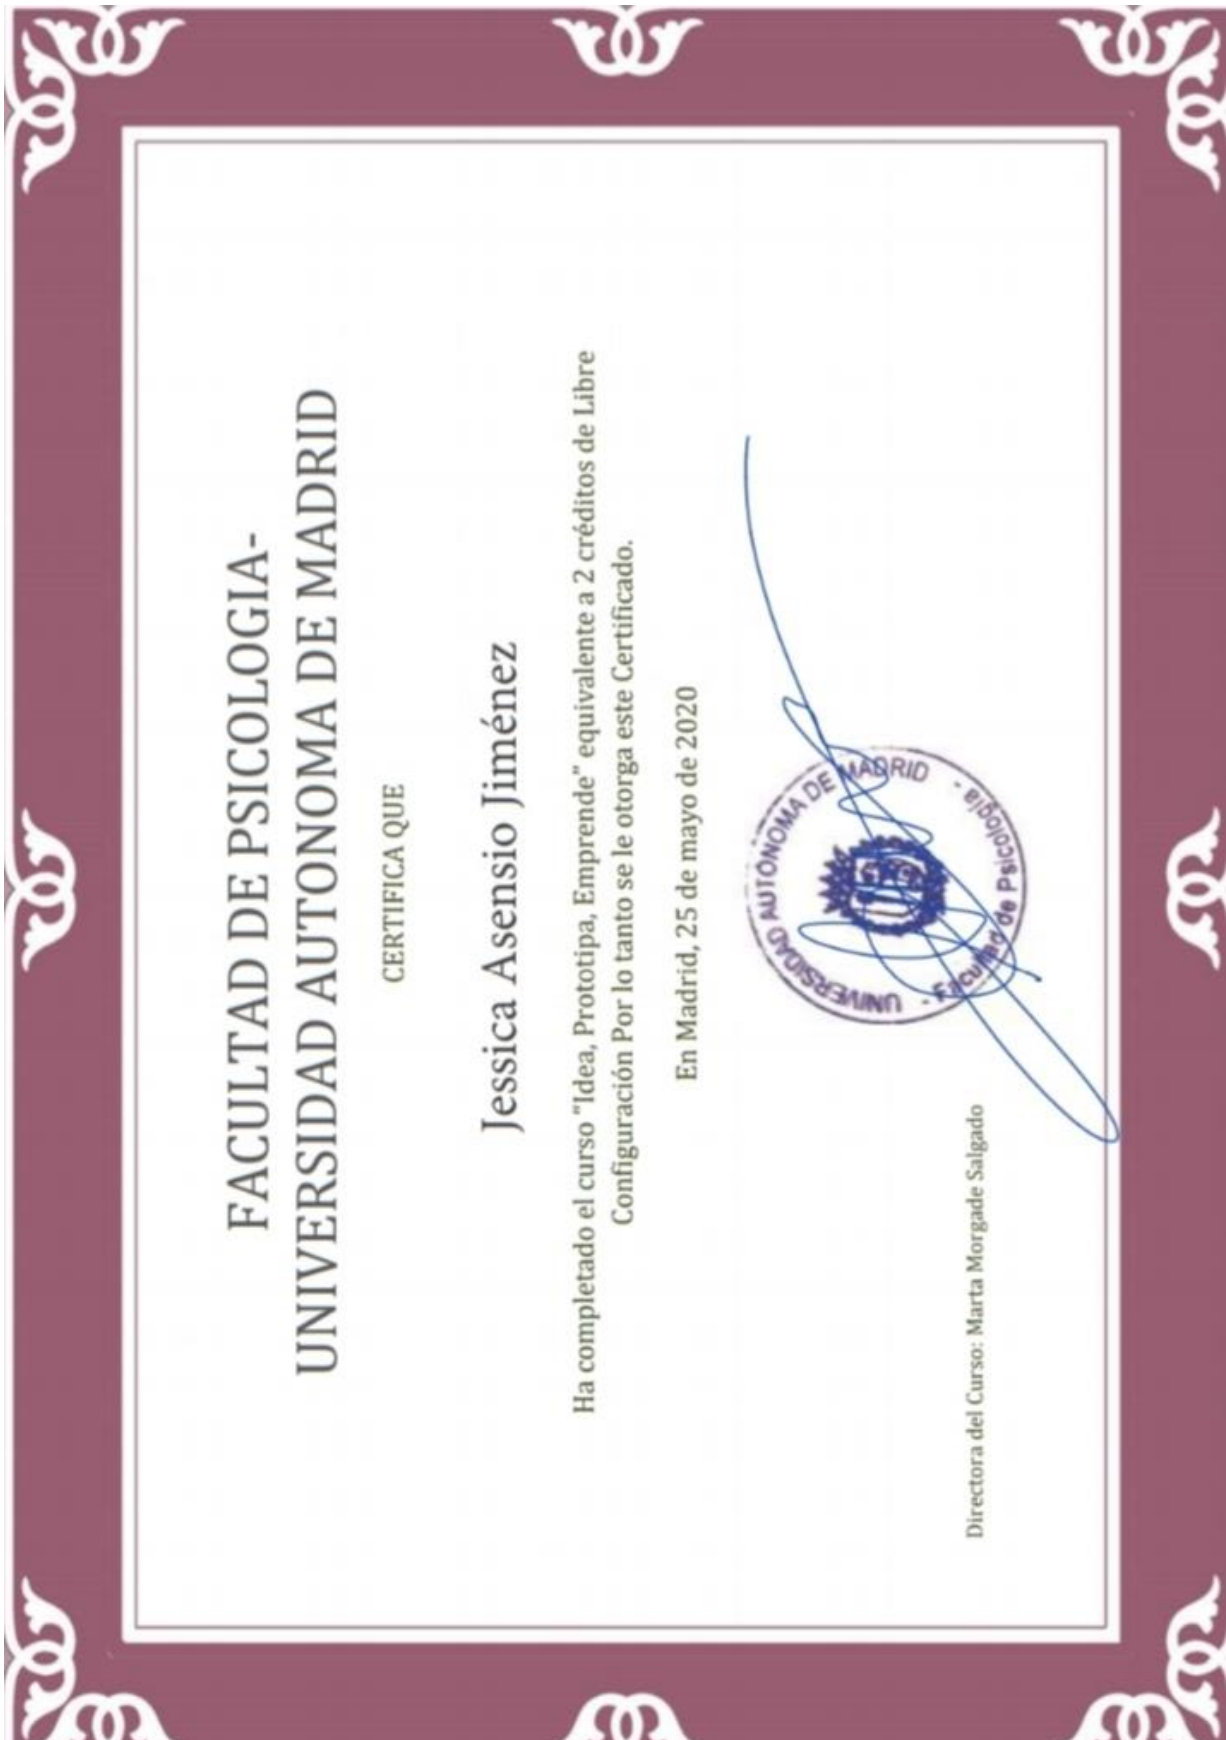 FACULTAD DE PSICOLOGIA-
UNIVERSIDAD AUTONOMA DE MADRID
CERTIFICA QUE
Jessica Asensio Jiménez
Ha completado el curso "Idea, Prototipa, Emprende" equivalente a 2 créditos de Libre
Configuración Por lo tanto se le otorga este Certificado.
En Madrid, 25 de mayo de 2020
UNIVERSIDAD AUTÓNOMA DE MADRID
- Facultad de Psicología -
Directora del Curso: Marta Morgade Salgado